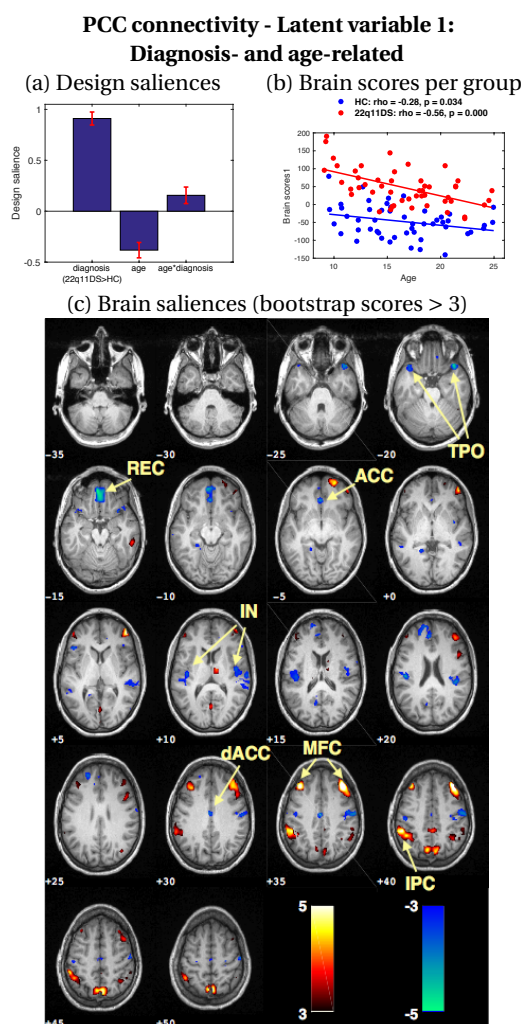 PCC connectivity - Latent variable 1:
Diagnosis- and age-related
(a) Design saliences
(b) Brain scores per group
HC: rho = -0.28, p = 0.034
22q11DS: rho = -0.56, p = 0.000
Design salience
1
0.5
0
-0.5
diagnosis
(22q11DS>HC)
age
age*diagnosis
Brain scores1
200
150
100
50
0
-50
-100
-150
10
15
20
25
Age
(c) Brain saliences (bootstrap scores > 3)
-35
-30
-25
-20
TPO
REC
ACC
-15
-10
-5
+0
IN
+5
+10
+15
+20
dACC
MFC
+25
+30
+35
+40
IPC
5
3
-3
-5
+45
+50